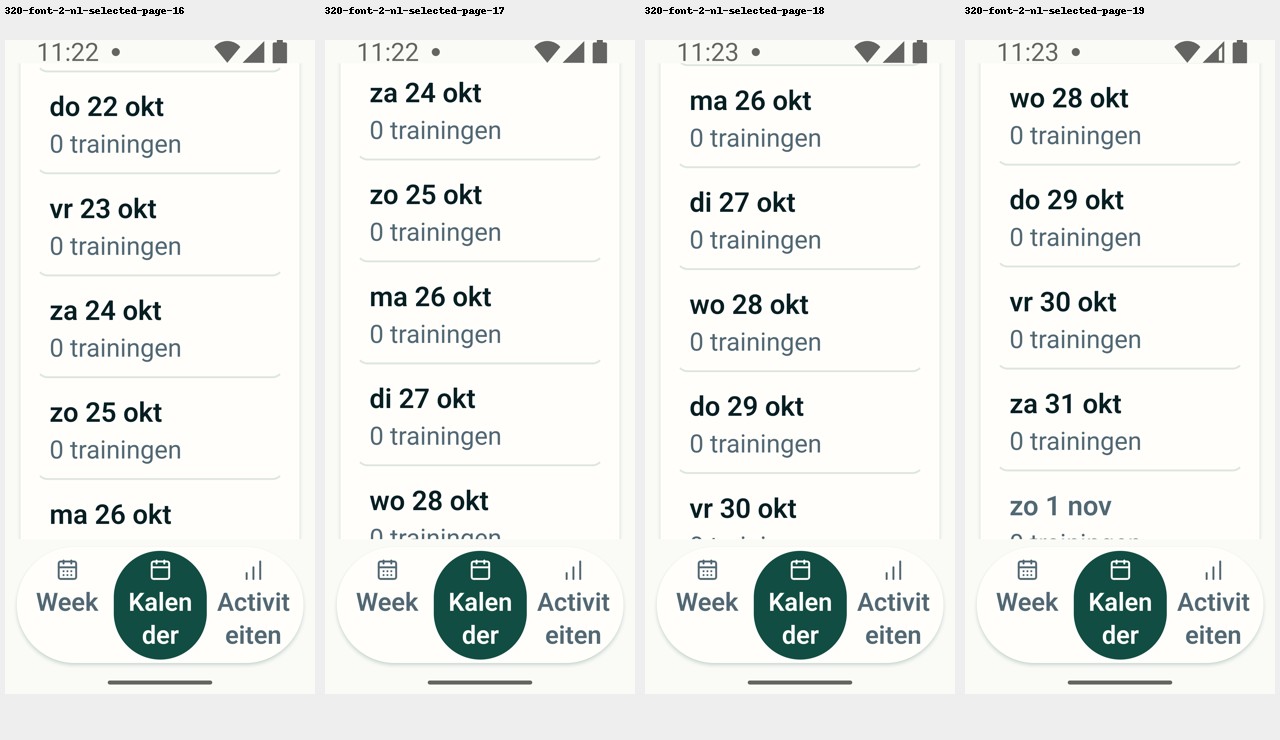 320-font-2-nl-selected-page-16
11:22
do 22 okt
0 trainingen
vr 23 okt
0 trainingen
za 24 okt
0 trainingen
zo 25 okt
0 trainingen
ma 26 okt
Week
Kalen
der
Activit
eiten
320-font-2-nl-selected-page-17
11:22
za 24 okt
0 trainingen
zo 25 okt
0 trainingen
ma 26 okt
0 trainingen
di 27 okt
0 trainingen
wo 28 okt
0 trainingen
Week
Kalen
der
Activit
eiten
320-font-2-nl-selected-page-18
11:23
ma 26 okt
0 trainingen
di 27 okt
0 trainingen
wo 28 okt
0 trainingen
do 29 okt
0 trainingen
vr 30 okt
Week
Kalen
der
Activit
eiten
320-font-2-nl-selected-page-19
11:23
wo 28 okt
0 trainingen
do 29 okt
0 trainingen
vr 30 okt
0 trainingen
za 31 okt
0 trainingen
zo 1 nov
Week
Kalen
der
Activit
eiten